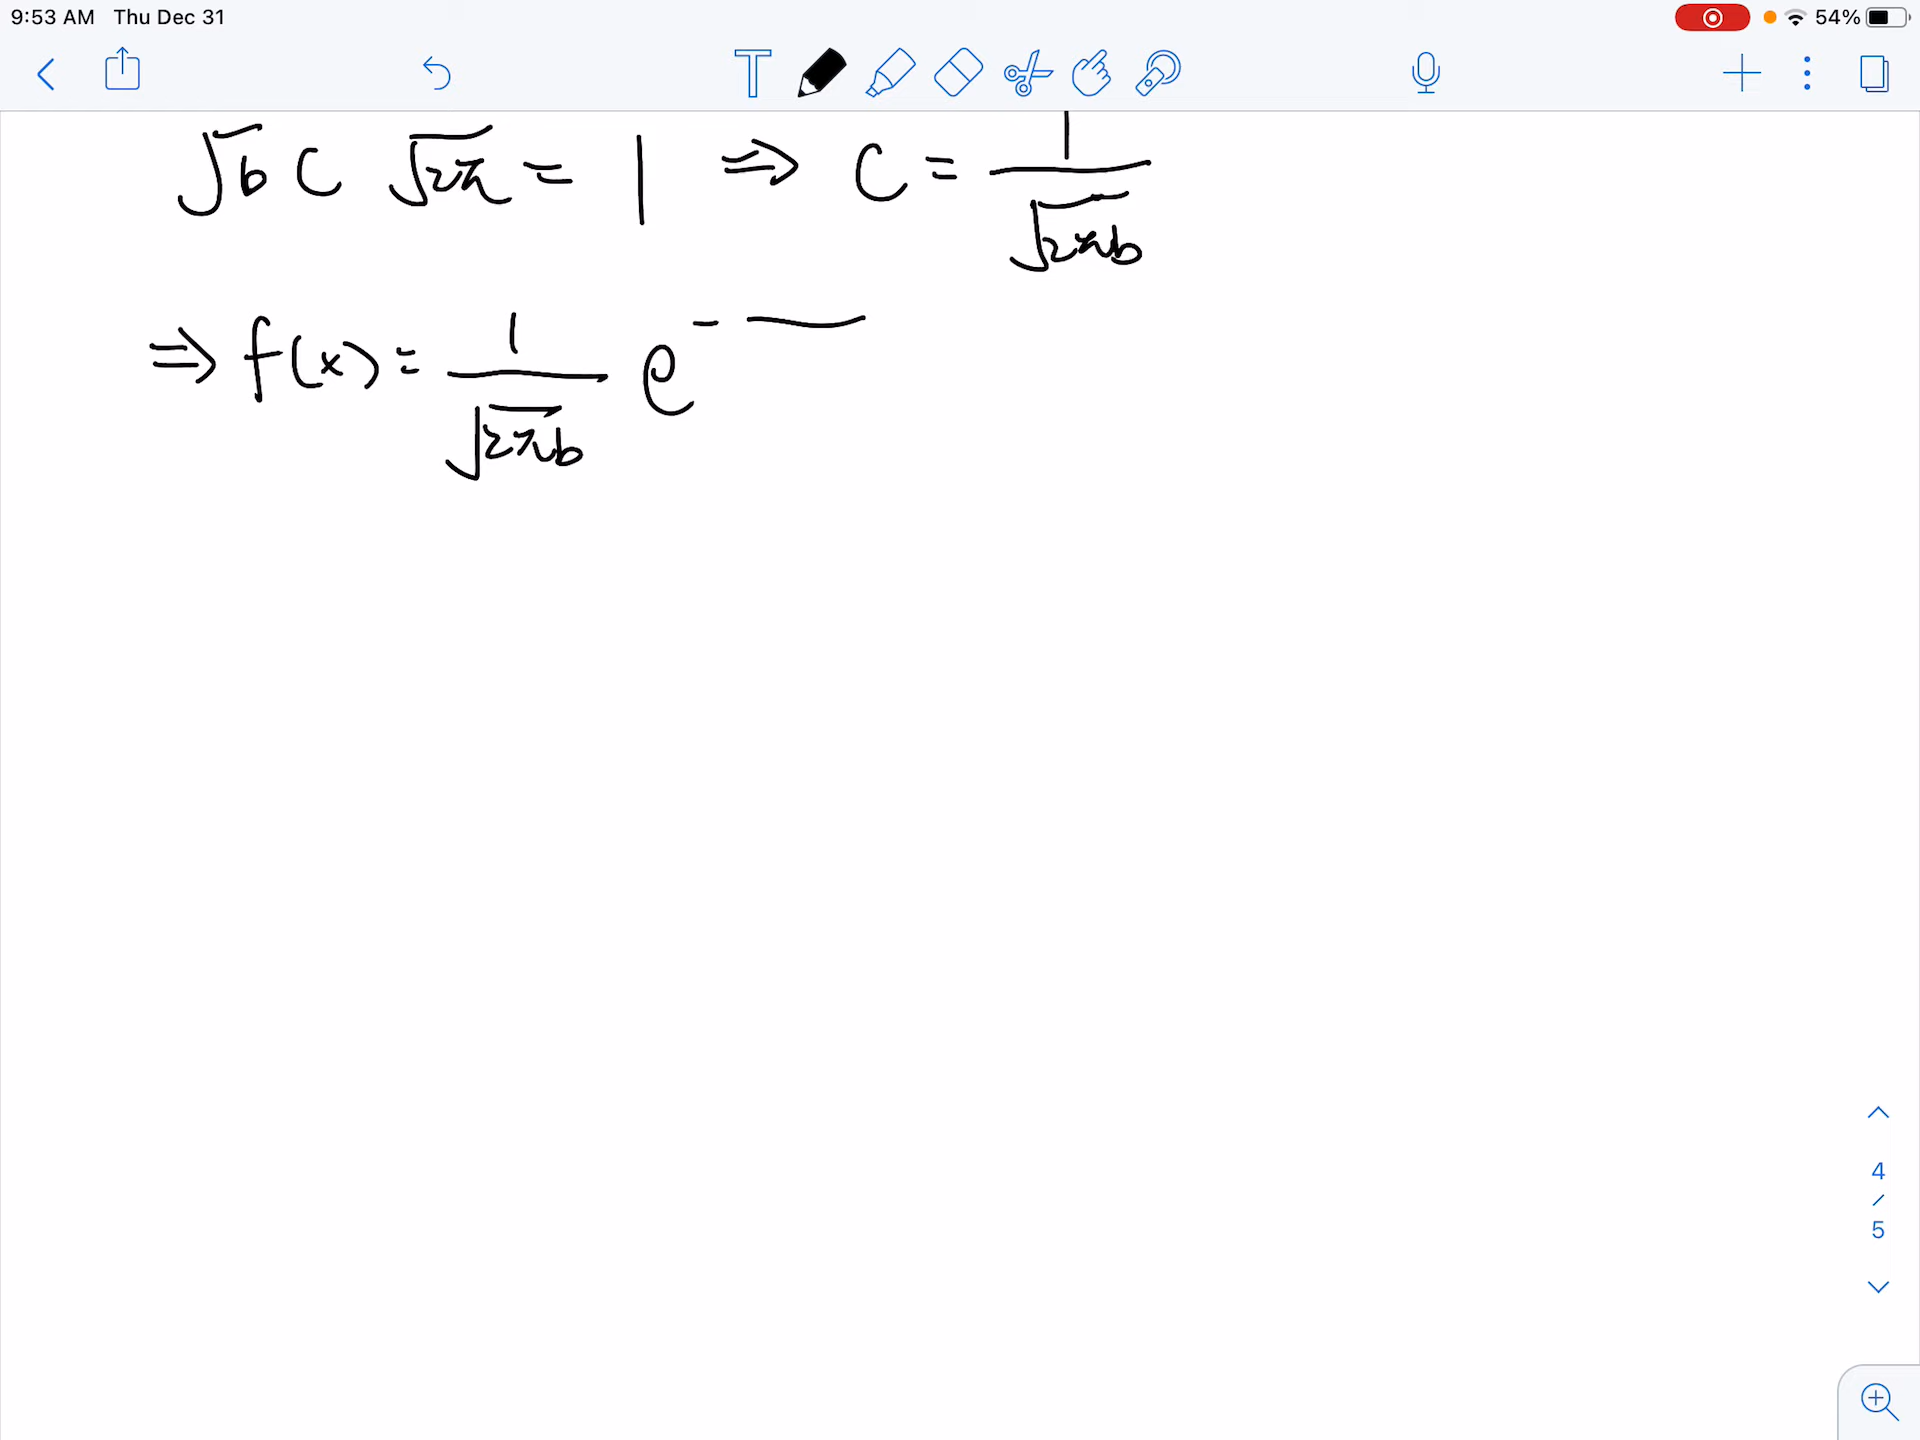 9:53 AM Thu Dec 31 54%
T
√b C √2π = 1 ⇒ C = 1/√2πb
⇒ f(x) = 1/√2πb e^-
4
/
5